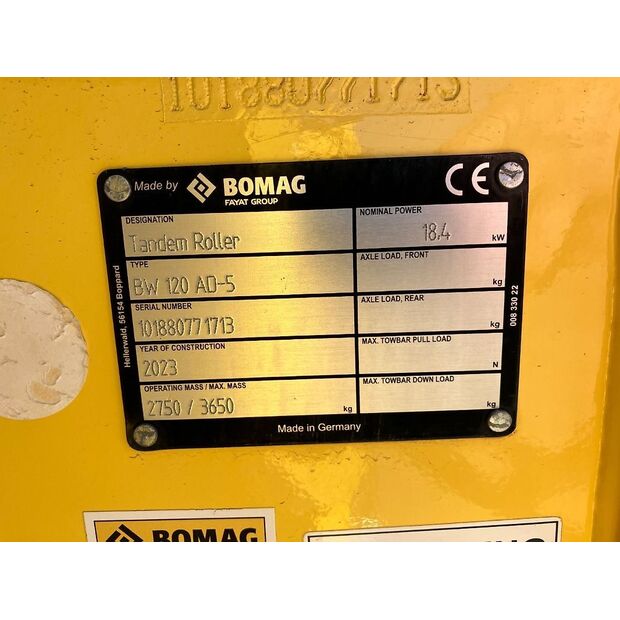 101880771713
Made by BOMAG
FAYAT GROUP
CE
DESIGNATION
Tandem Roller
NOMINAL POWER
18.4 kW
TYPE
BW 120 AD-5
AXLE LOAD, FRONT
kg
SERIAL NUMBER
101880771713
AXLE LOAD, REAR
kg
YEAR OF CONSTRUCTION
2023
MAX. TOWBAR PULL LOAD
N
OPERATING MASS / MAX. MASS
2750 / 3650 kg
MAX. TOWBAR DOWN LOAD
kg
Made in Germany
Hellerwald, 56154 Boppard
008 330 22
BOMAG